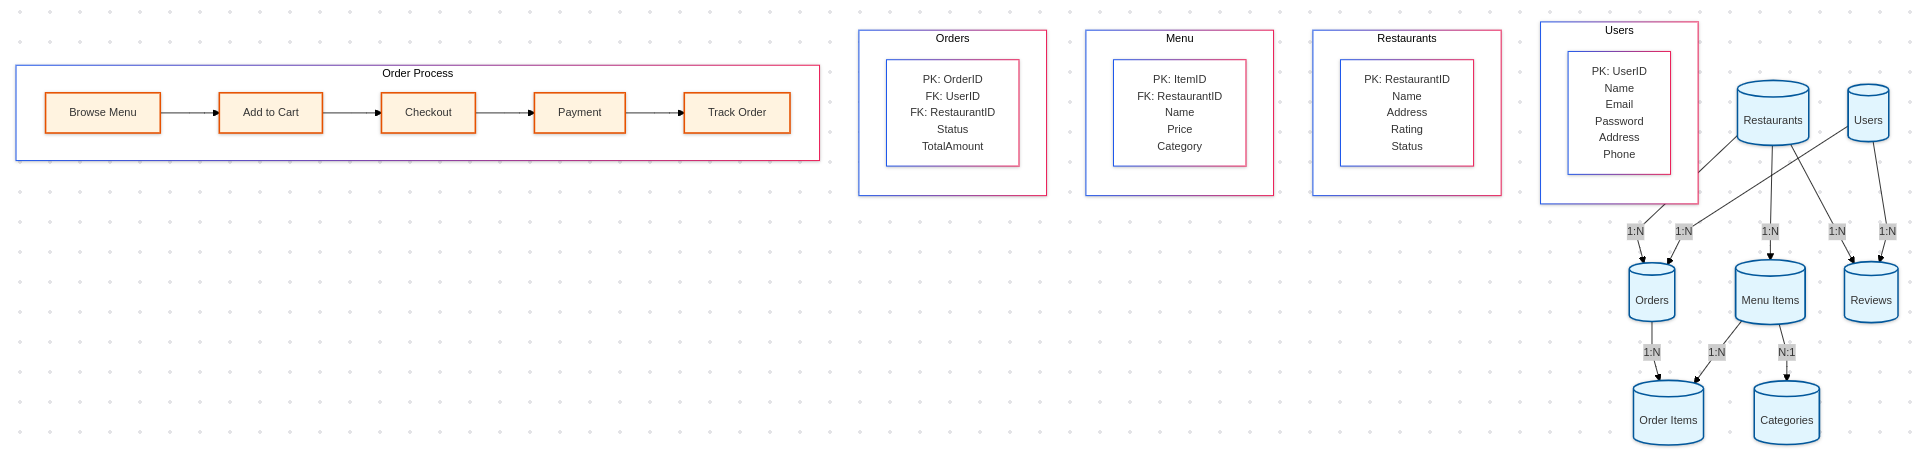 Order Process
Browse Menu
Add to Cart
Checkout
Payment
Track Order
Orders
PK: OrderID
FK: UserID
FK: RestaurantID
Status
TotalAmount
Menu
PK: ItemID
FK: RestaurantID
Name
Price
Category
Restaurants
PK: RestaurantID
Name
Address
Rating
Status
Users
PK: UserID
Name
Email
Password
Address
Phone
Restaurants
Users
1:N
1:N
1:N
1:N
1:N
Orders
Menu Items
Reviews
1:N
1:N
N:1
Order Items
Categories